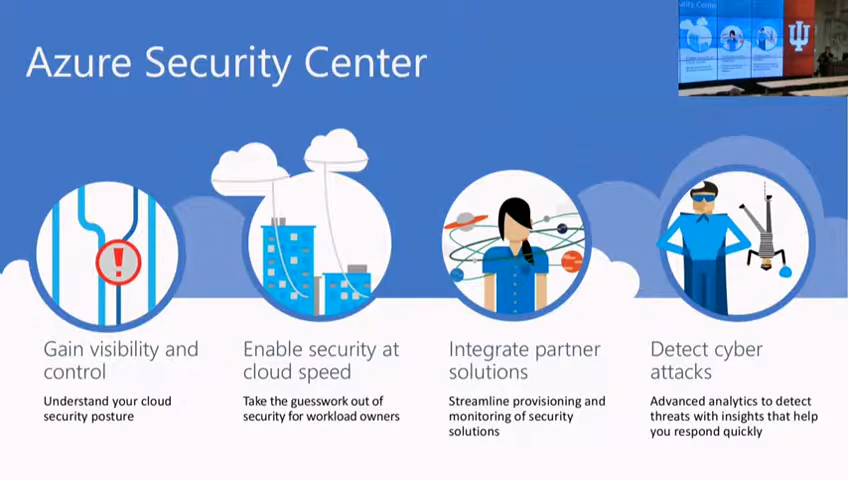 Azure Security Center
Gain visibility and
control
Understand your cloud
security posture
Enable security at
cloud speed
Take the guesswork out of
security for workload owners
Integrate partner
solutions
Streamline provisioning and
monitoring of security
solutions
Detect cyber
attacks
Advanced analytics to detect
threats with insights that help
you respond quickly